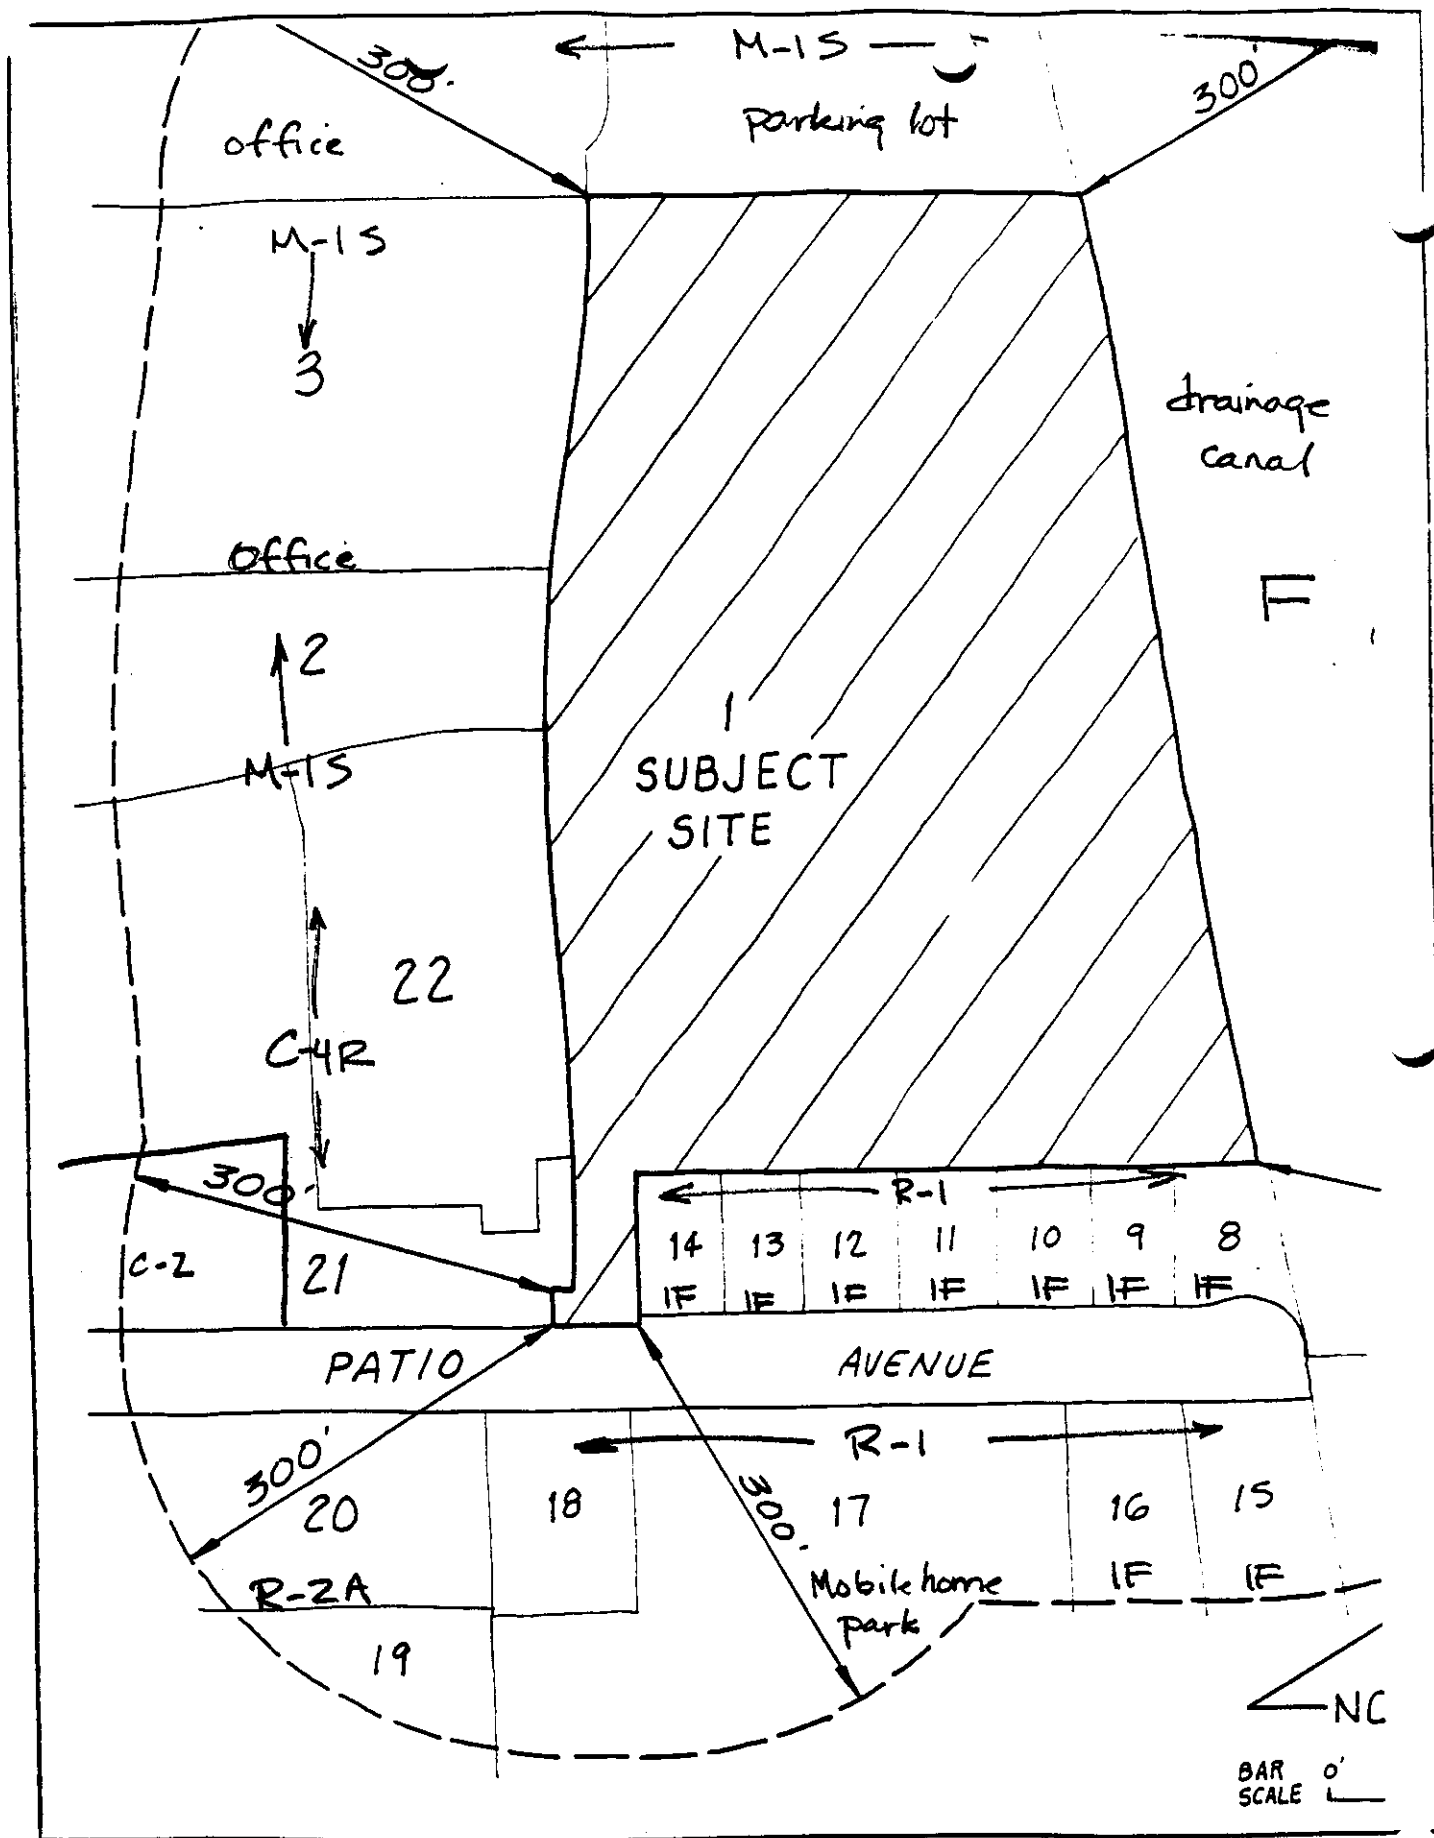 300'
M-1S
300'
office
parking lot
M-1S
3
drainage
canal
Office
F
2
1
M-1S
SUBJECT
SITE
22
C-4R
300'
R-1
14
13
12
11
10
9
8
C-2
21
1F
1F
1F
1F
1F
1F
1F
PATIO
AVENUE
R-1
300'
20
18
300'
17
16
15
1F
1F
R-2A
Mobile home
park
19
BAR 0'
SCALE